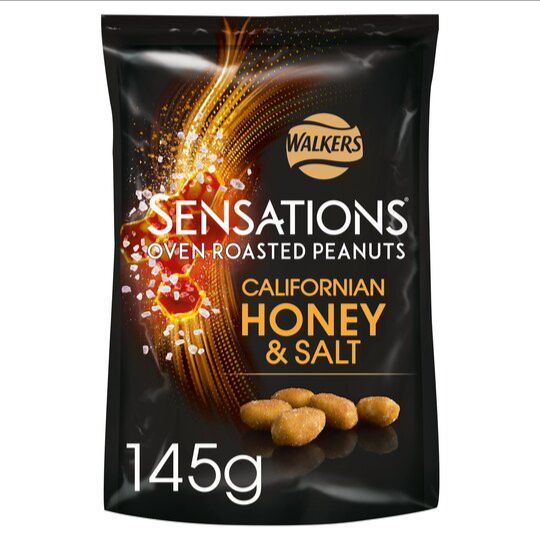 WALKERS
SENSATIONS®
OVEN ROASTED PEANUTS
CALIFORNIAN
HONEY
& SALT
145g